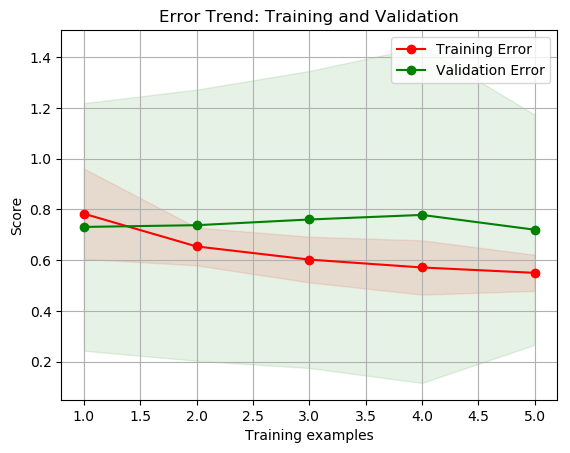 Error Trend: Training and Validation
Training Error
Validation Error
Score
1.4
1.2
1.0
0.8
0.6
0.4
0.2
1.0 1.5 2.0 2.5 3.0 3.5 4.0 4.5 5.0
Training examples